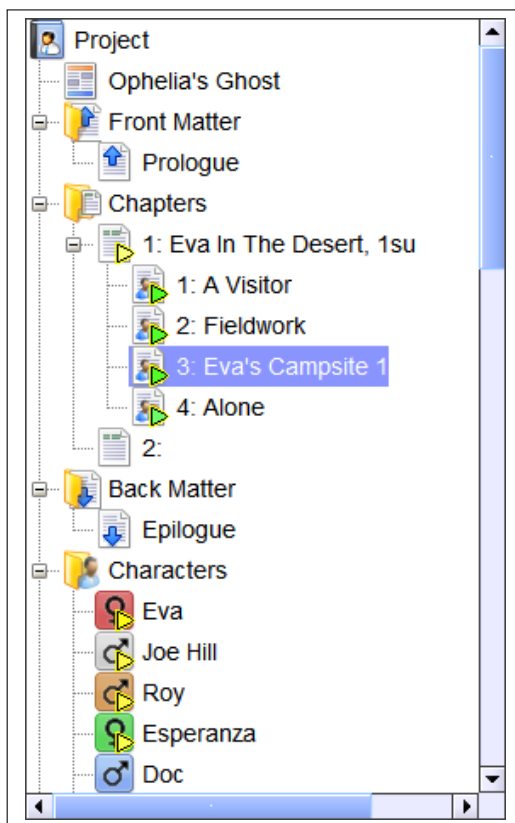 Project
Ophelia's Ghost
Front Matter
Prologue
Chapters
1: Eva In The Desert, 1su
1: A Visitor
2: Fieldwork
3: Eva's Campsite 1
4: Alone
2:
Back Matter
Epilogue
Characters
Eva
Joe Hill
Roy
Esperanza
Doc